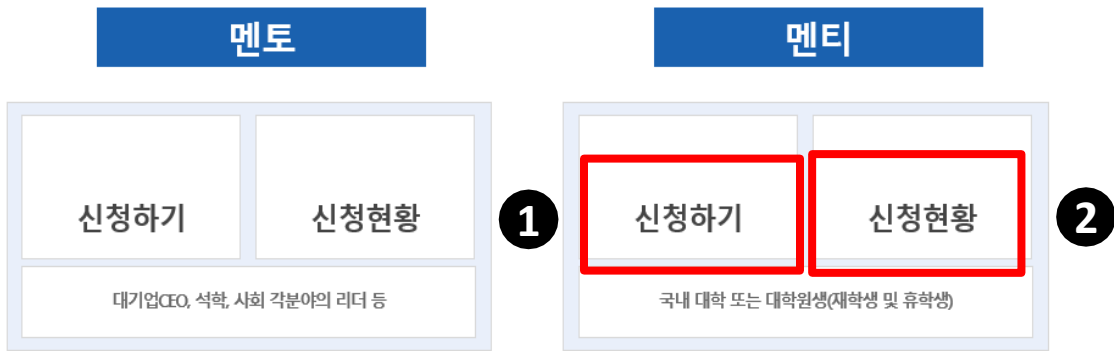 멘토
멘티
신청하기
신청현황
1
신청하기
신청현황
2
대기업CEO, 석학, 사회 각분야의 리더 등
국내 대학 또는 대학원생(재학생 및 휴학생)